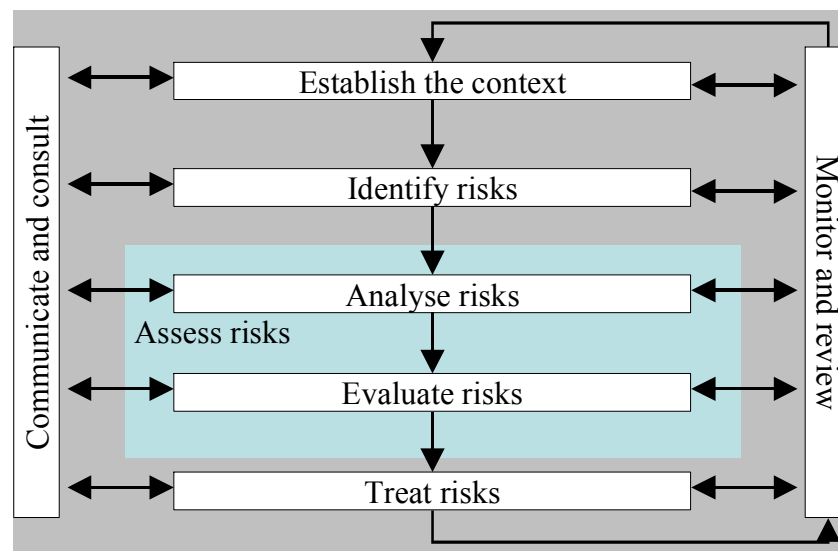 Establish the context
Communicate and consult
Monitor and review
Identify risks
Analyse risks
Assess risks
Evaluate risks
Treat risks